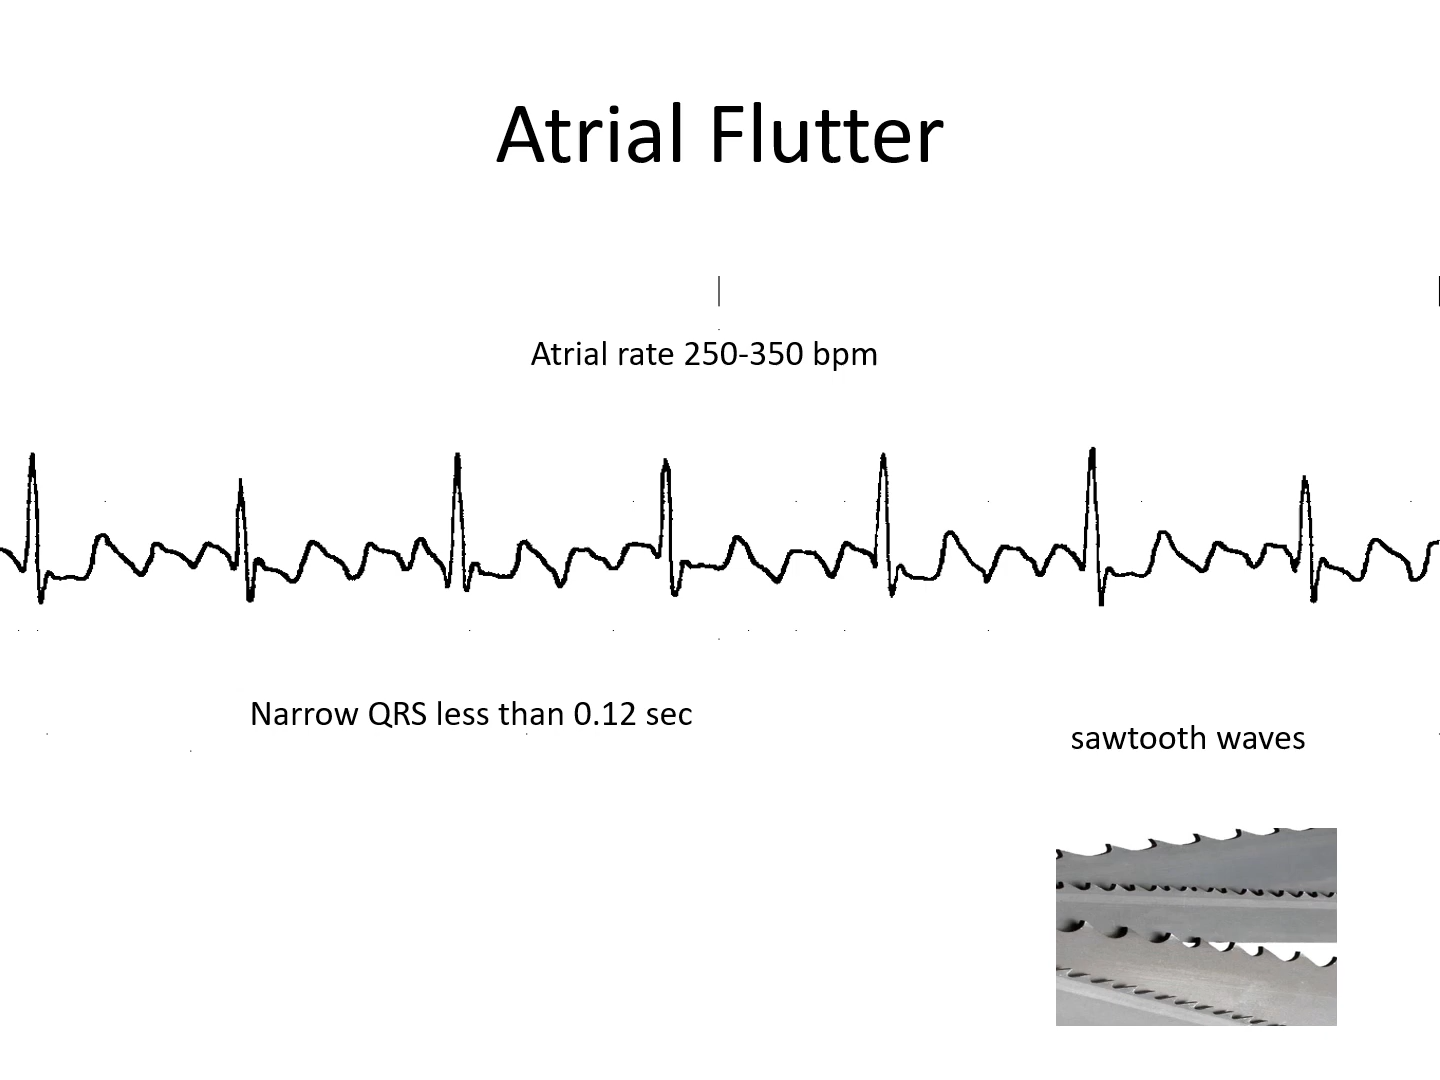 Atrial Flutter
Atrial rate 250-350 bpm
Narrow QRS less than 0.12 sec
sawtooth waves